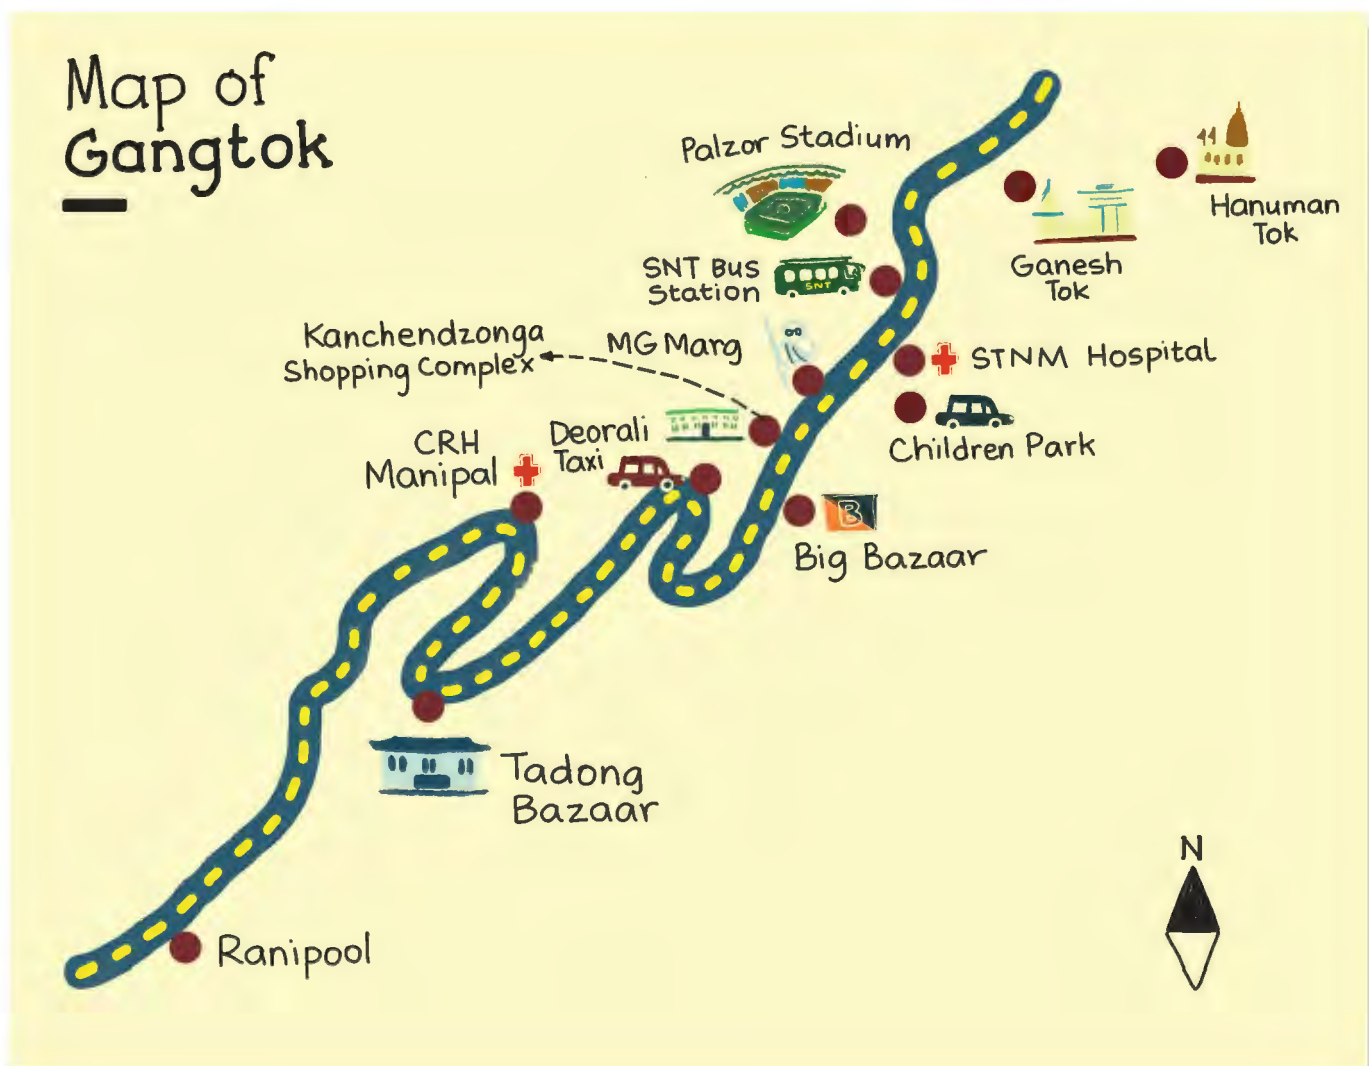 Map of
Gangtok
Palzor Stadium
Hanuman
Tok
SNT Bus
Station
SNT
Ganesh
Tok
Kanchendzonga
Shopping Complex
MG Marg
STNM Hospital
Children Park
CRH
Manipal
Deorali
Taxi
B
Big Bazaar
Tadong
Bazaar
N
Ranipool